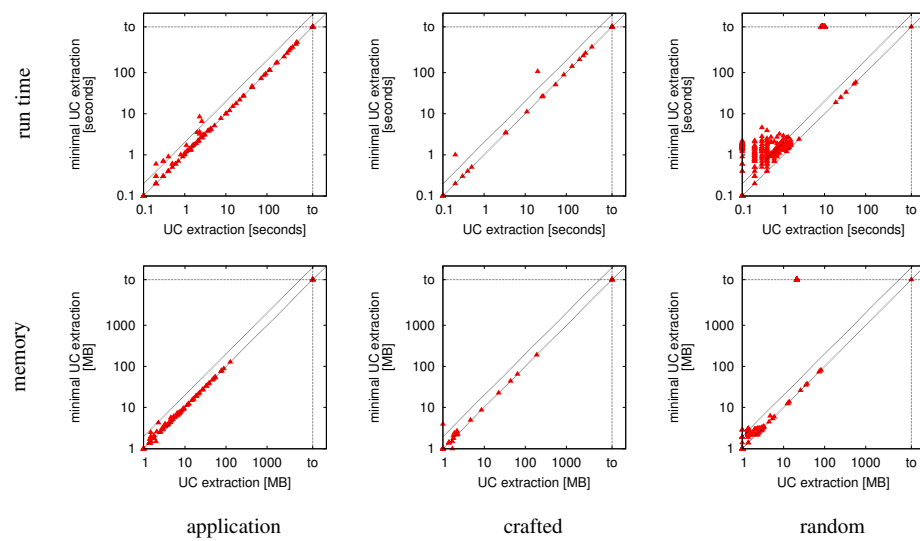 run time
minimal UC extraction
[seconds]
to
100
10
1
0.1
0.1
1
10
100
to
UC extraction [seconds]
minimal UC extraction
[seconds]
to
100
10
1
0.1
0.1
1
10
100
to
UC extraction [seconds]
minimal UC extraction
[seconds]
to
100
10
1
0.1
0.1
1
10
100
to
UC extraction [seconds]
memory
minimal UC extraction
[MB]
to
1000
100
10
1
1
10
100
1000
to
UC extraction [MB]
minimal UC extraction
[MB]
to
1000
100
10
1
1
10
100
1000
to
UC extraction [MB]
minimal UC extraction
[MB]
to
1000
100
10
1
1
10
100
1000
to
UC extraction [MB]
application
crafted
random